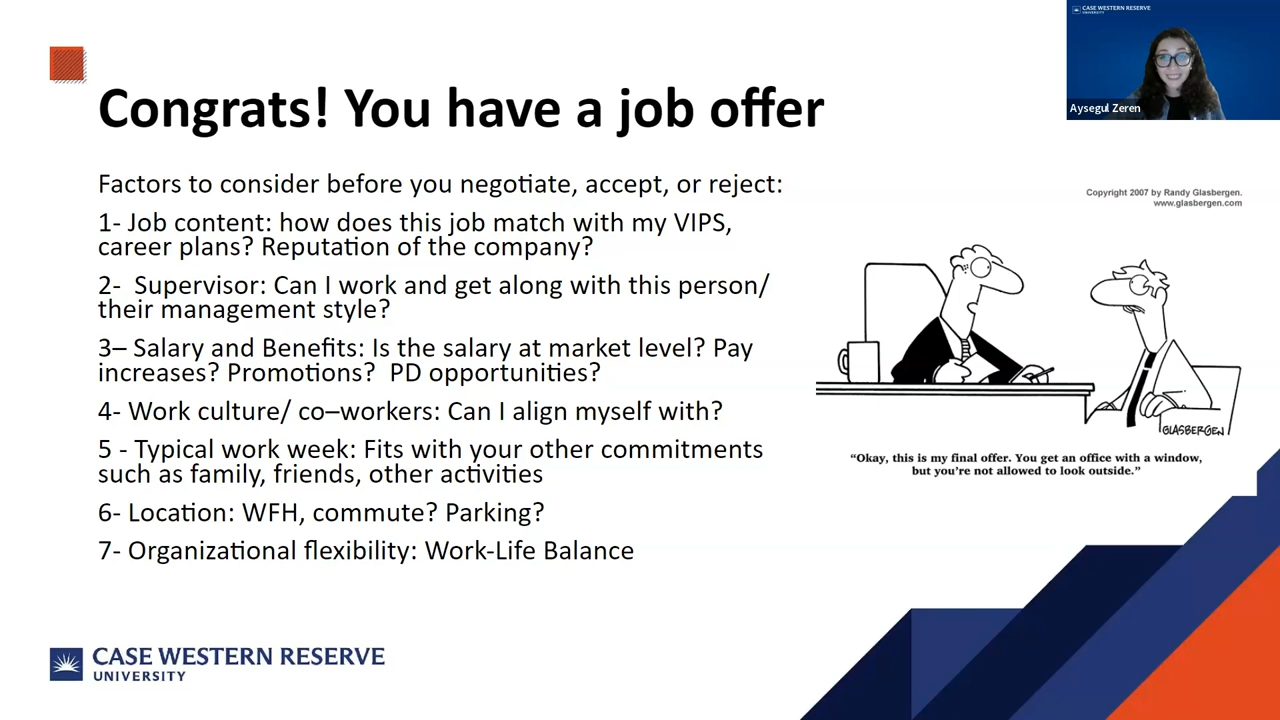 CASE WESTERN RESERVE
UNIVERSITY
Aysegul Zeren
Congrats! You have a job offer
Factors to consider before you negotiate, accept, or reject:
1- Job content: how does this job match with my VIPS,
career plans? Reputation of the company?
2-  Supervisor: Can I work and get along with this person/
their management style?
3– Salary and Benefits: Is the salary at market level? Pay
increases? Promotions?  PD opportunities?
4- Work culture/ co–workers: Can I align myself with?
5 - Typical work week: Fits with your other commitments
such as family, friends, other activities
6- Location: WFH, commute? Parking?
7- Organizational flexibility: Work-Life Balance
Copyright 2007 by Randy Glasbergen.
www.glasbergen.com
GLASBERGEN
“Okay, this is my final offer. You get an office with a window,
but you’re not allowed to look outside.”
CASE WESTERN RESERVE
UNIVERSITY